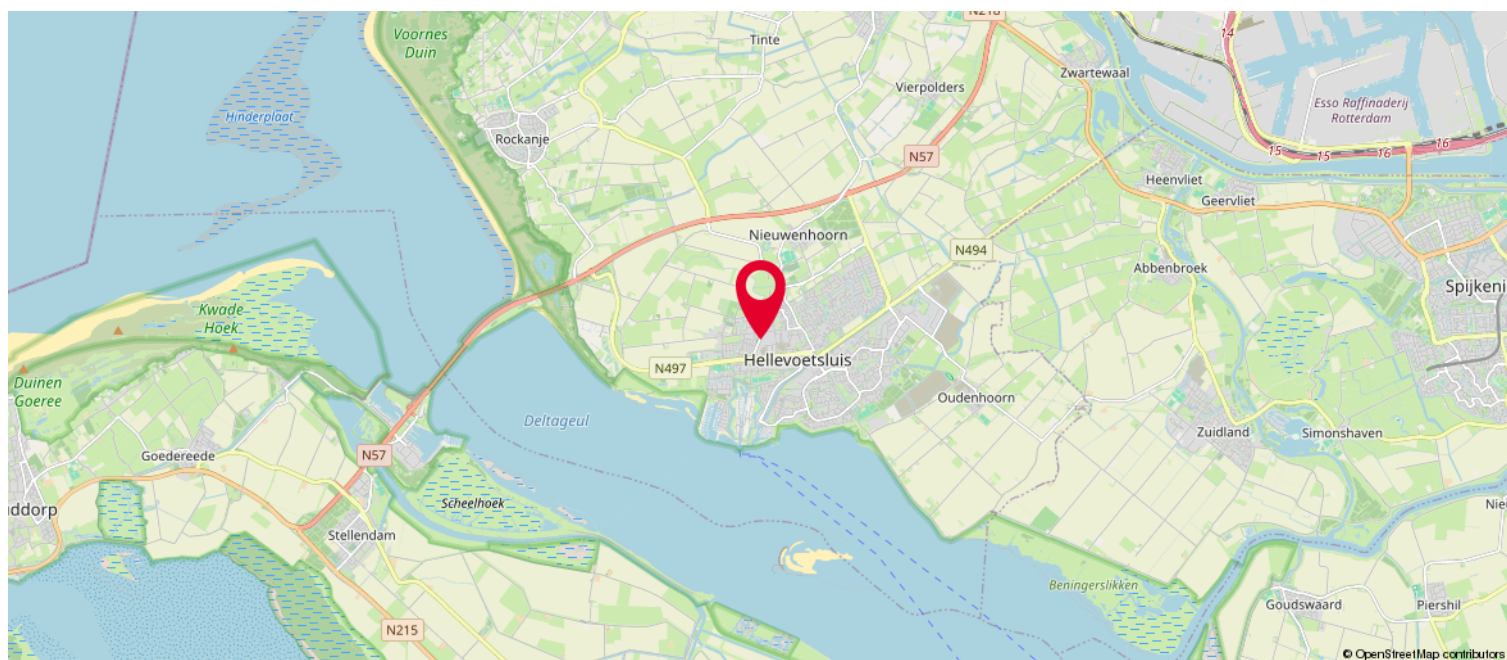 Voornes
Duin
Tinte
N218
14
Zwartewaal
Vierpolders
Esso Raffinaderij
Rotterdam
Hinderplaat
Rockanje
N57
15
15
16
16
Heenvliet
Geervliet
Nieuwenhoorn
N494
Abbenbroek
Spijkeni
Kwade
Hoek
Hellevoetsluis
N497
Duinen
Goeree
Oudenhoorn
Deltageul
Zuidland
Simonshaven
Goedereede
N57
Scheelhoek
uddorp
Nie
Stellendam
Beningerslikken
Goudswaard
Piershil
N215
© OpenStreetMap contributors